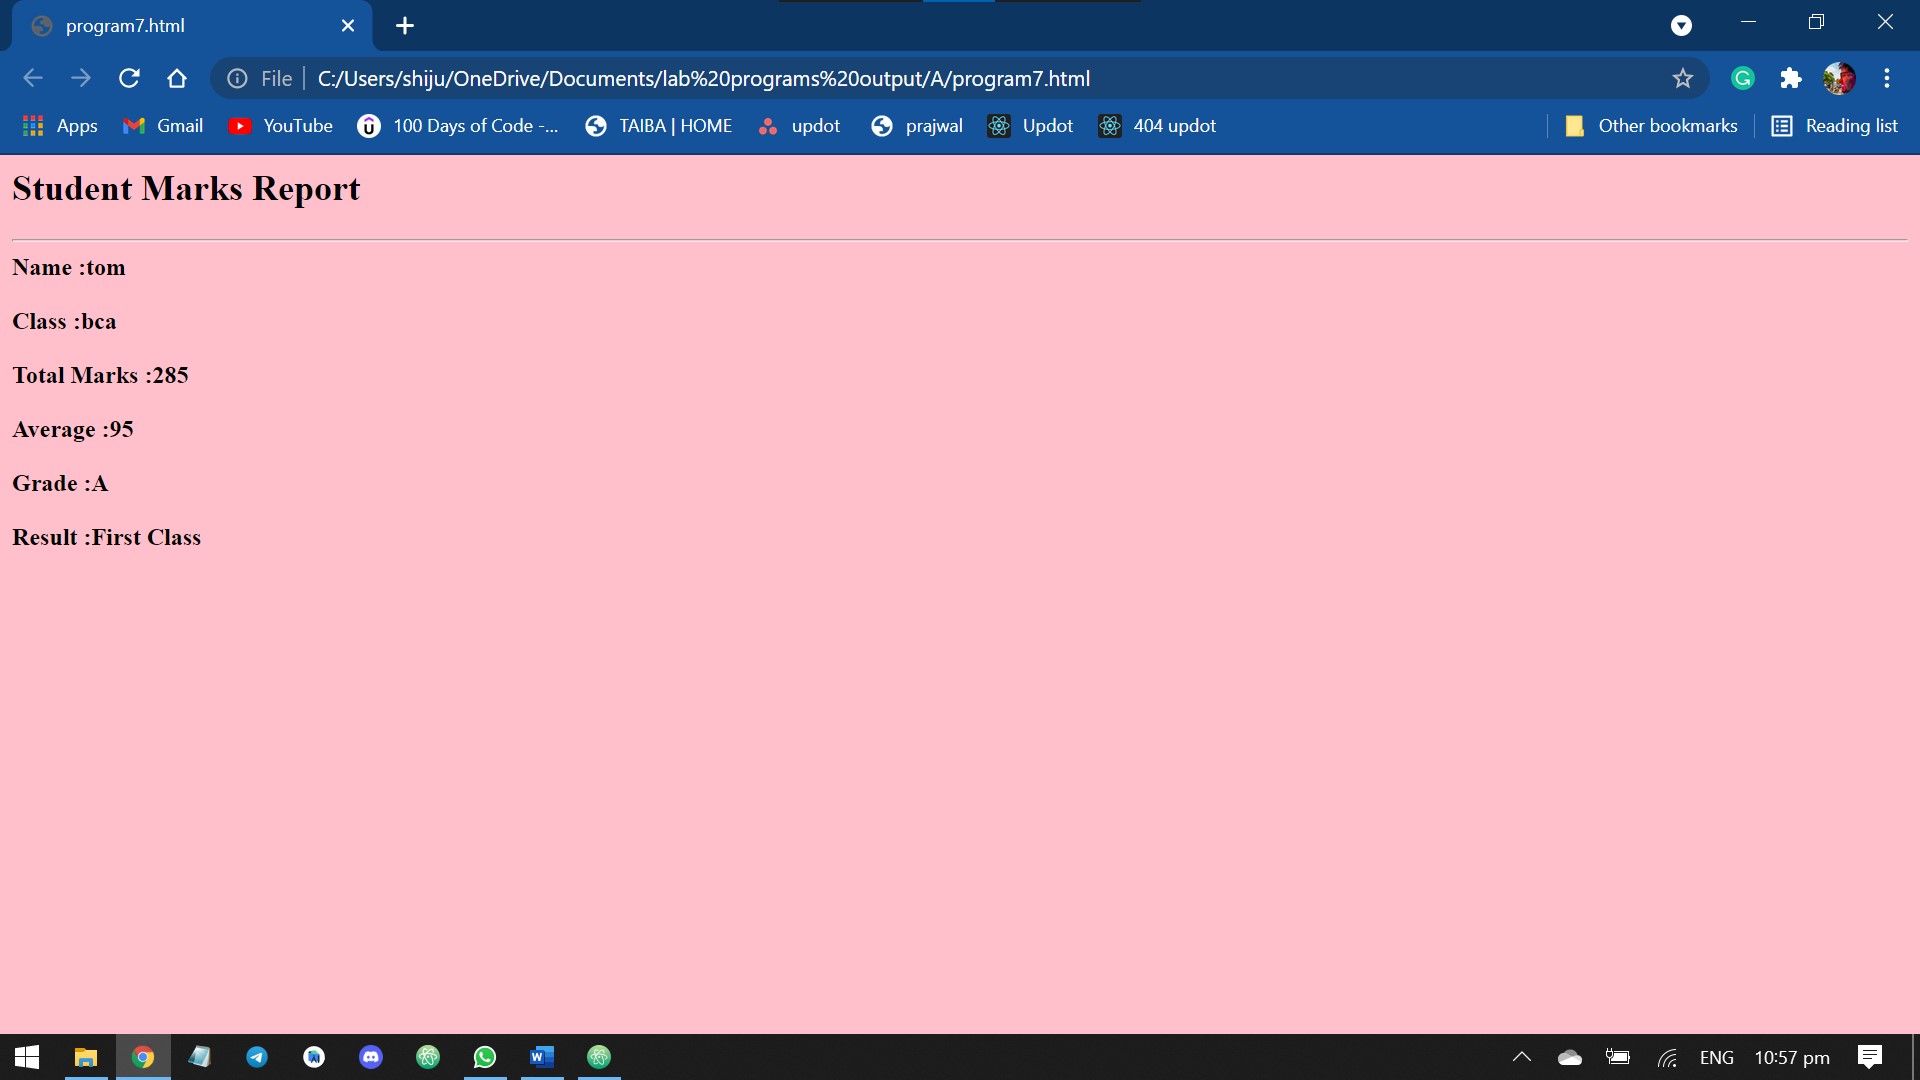 program7.html
File C:/Users/shiju/OneDrive/Documents/lab%20programs%20output/A/program7.html
Apps Gmail YouTube 100 Days of Code -... TAIBA | HOME updot prajwal Updot 404 updot Other bookmarks Reading list
Student Marks Report
Name :tom
Class :bca
Total Marks :285
Average :95
Grade :A
Result :First Class
ENG 10:57 pm